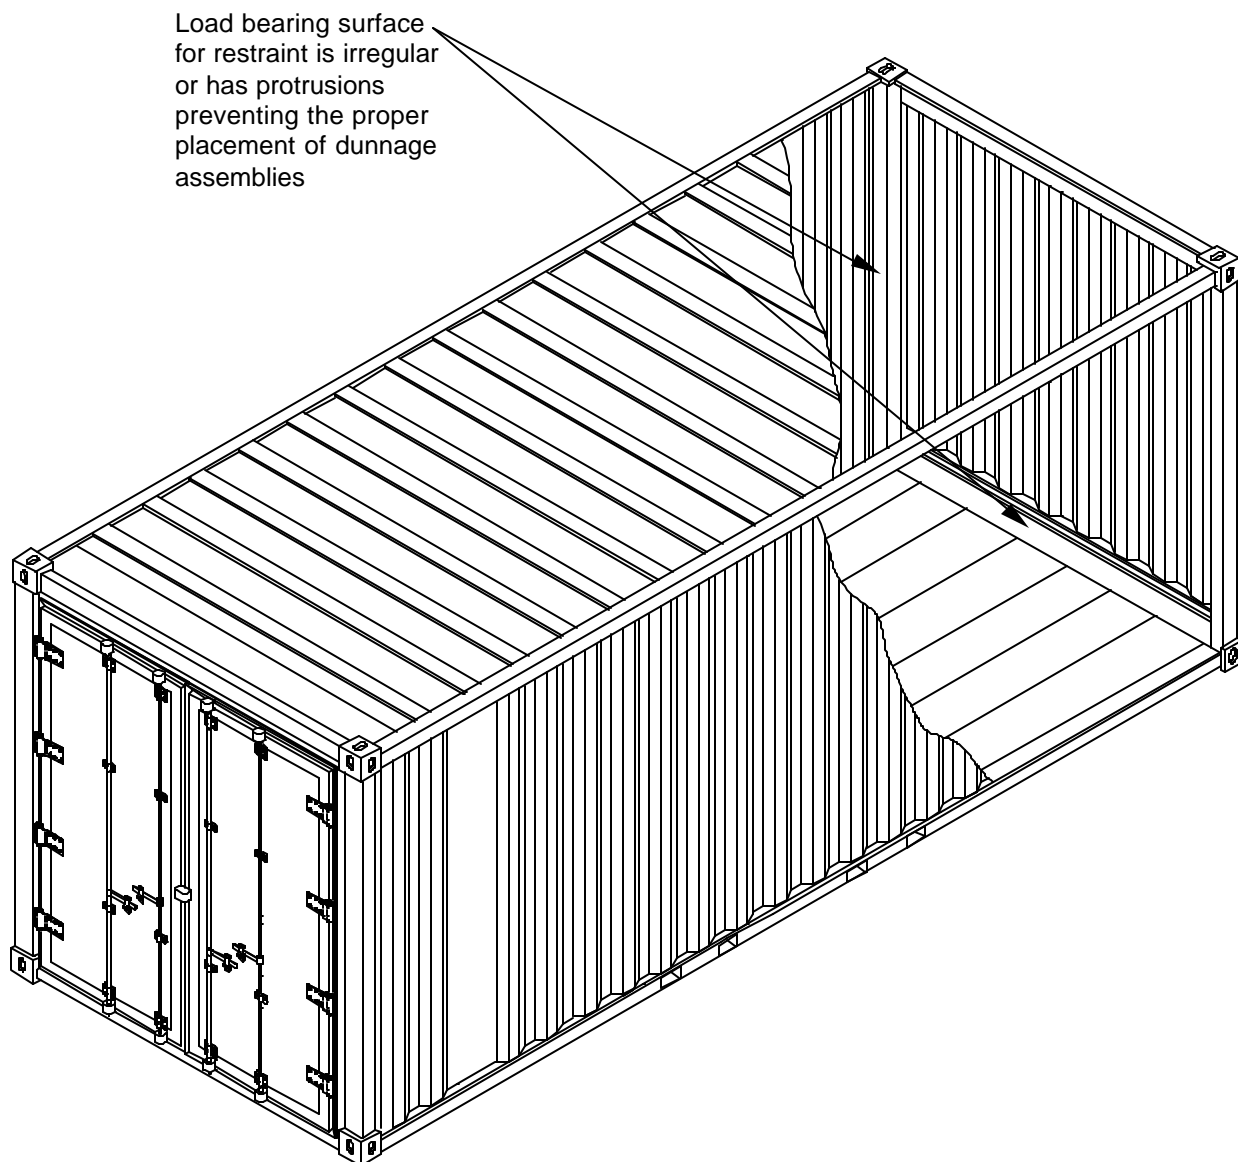 Load bearing surface
for restraint is irregular
or has protrusions
preventing the proper
placement of dunnage
assemblies